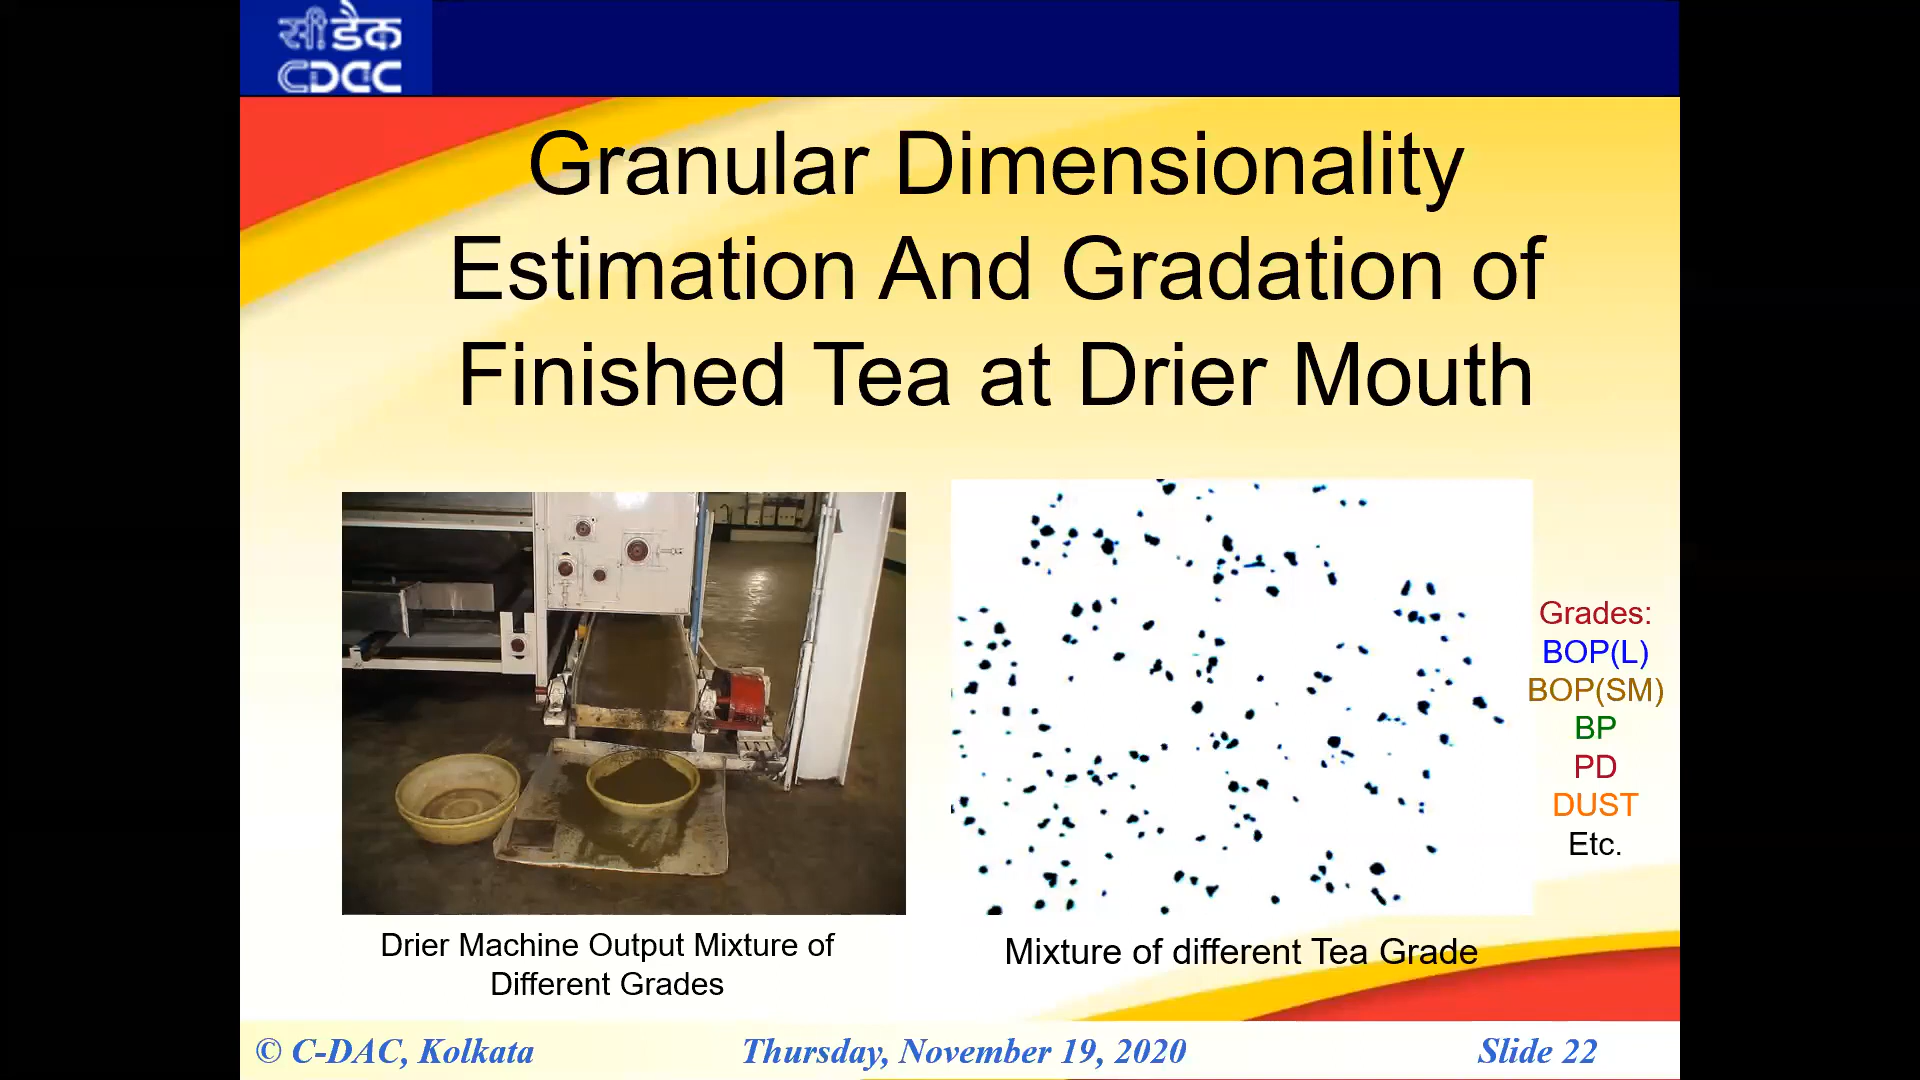 सीडैक
CDAC
Granular Dimensionality
Estimation And Gradation of
Finished Tea at Drier Mouth
Grades:
BOP(L)
BOP(SM)
BP
PD
DUST
Etc.
Drier Machine Output Mixture of
Different Grades
Mixture of different Tea Grade
© C-DAC, Kolkata
Thursday, November 19, 2020
Slide 22